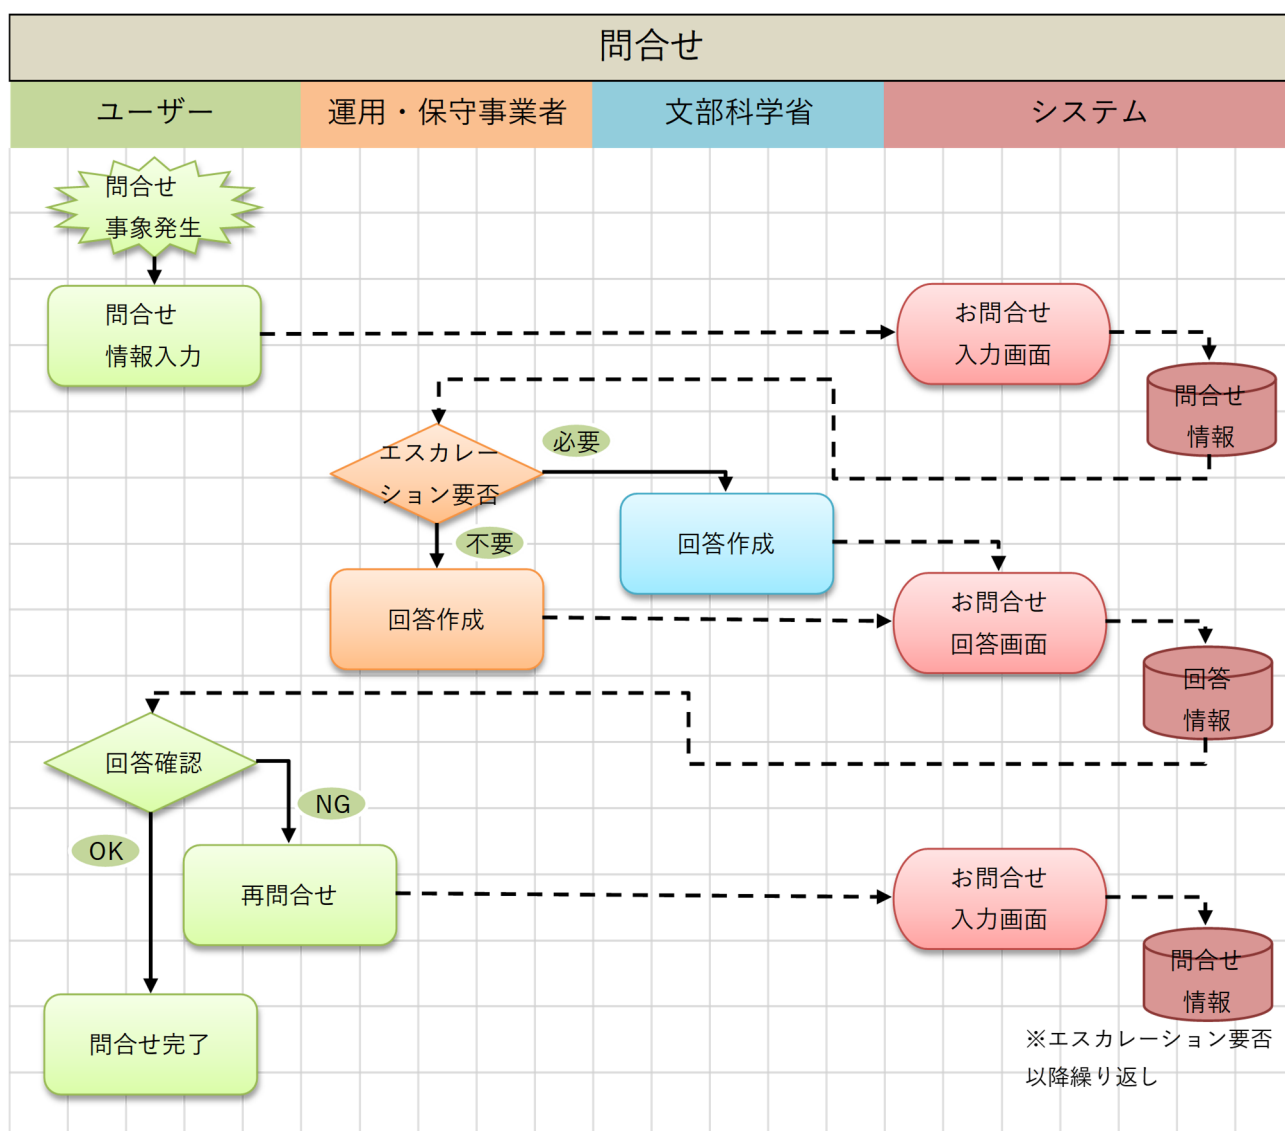 問合せ
ユーザー
運用・保守事業者
文部科学省
システム
問合せ
事象発生
問合せ
情報入力
お問合せ
入力画面
問合せ
情報
エスカレー
ション要否
必要
不要
回答作成
回答作成
お問合せ
回答画面
回答
情報
回答確認
NG
OK
再問合せ
お問合せ
入力画面
問合せ
情報
問合せ完了
※エスカレーション要否
以降繰り返し